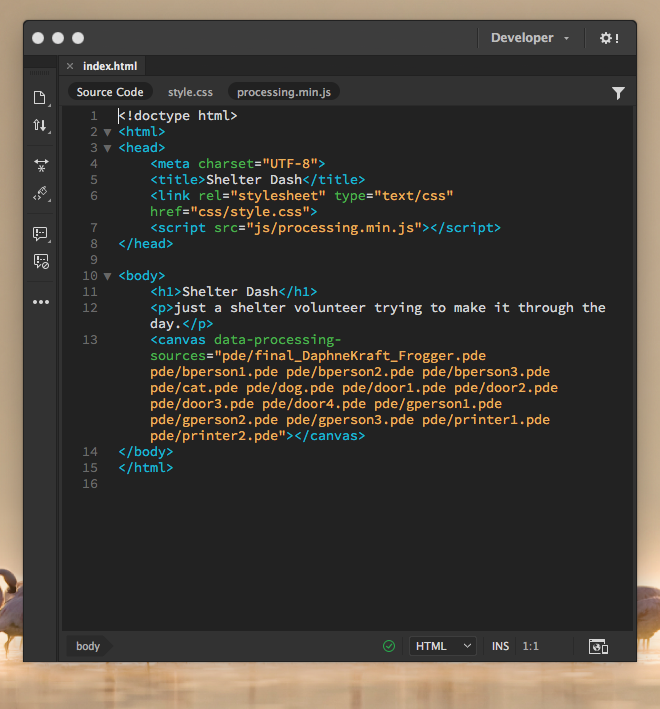 Developer
!
index.html
Source Code style.css processing.min.js
1 <!doctype html>
2 <html>
3 <head>
4 <meta charset="UTF-8">
5 <title>Shelter Dash</title>
6 <link rel="stylesheet" type="text/css"
href="css/style.css">
7 <script src="js/processing.min.js"></script>
8 </head>
9
10 <body>
11 <h1>Shelter Dash</h1>
12 <p>just a shelter volunteer trying to make it through the
day.</p>
13 <canvas data-processing-
sources="pde/final_DaphneKraft_Frogger.pde
pde/bperson1.pde pde/bperson2.pde pde/bperson3.pde
pde/cat.pde pde/dog.pde pde/door1.pde pde/door2.pde
pde/door3.pde pde/door4.pde pde/gperson1.pde
pde/gperson2.pde pde/gperson3.pde pde/printer1.pde
pde/printer2.pde"></canvas>
14 </body>
15 </html>
16
body HTML INS 1:1